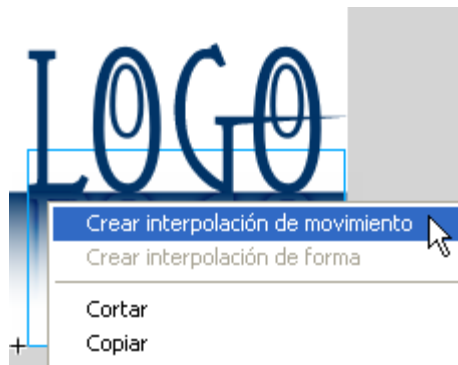 LOGO
Crear interpolación de movimiento
Crear interpolación de forma
Cortar
Copiar